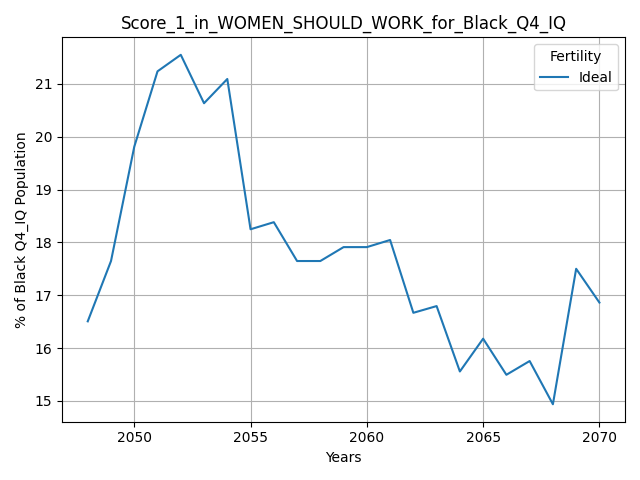 Score_1_in_WOMEN_SHOULD_WORK_for_Black_Q4_IQ
Fertility
Ideal
% of Black Q4_IQ Population
21
20
19
18
17
16
15
2050 2055 2060 2065 2070
Years